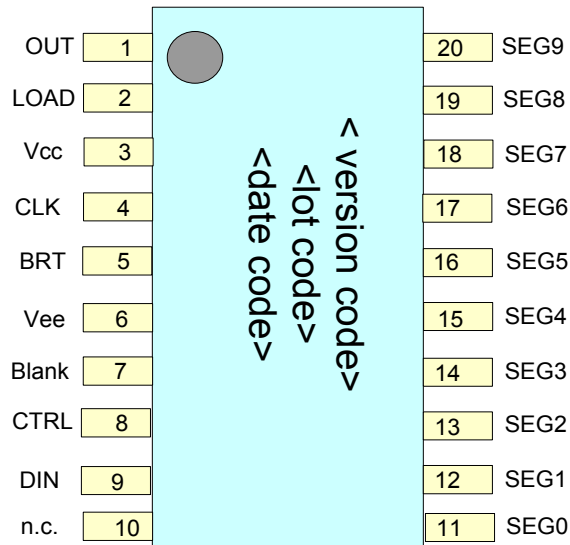 OUT 1 20 SEG9
LOAD 2 19 SEG8
Vcc 3 18 SEG7
CLK 4 17 SEG6
BRT 5 16 SEG5
Vee 6 15 SEG4
Blank 7 14 SEG3
CTRL 8 13 SEG2
DIN 9 12 SEG1
n.c. 10 11 SEG0
< version code>
<lot code>
<date code>